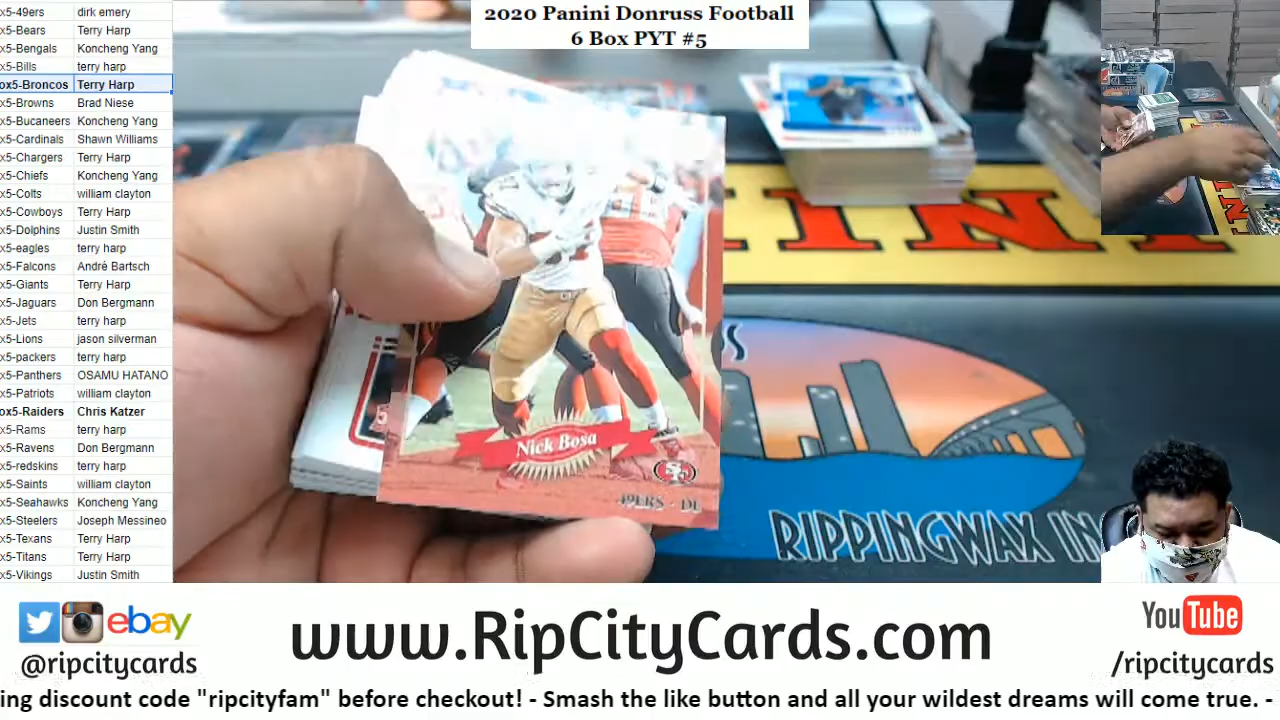 x5-49ers dirk emery
x5-Bears Terry Harp
x5-Bengals Koncheng Yang
x5-Bills terry harp
ox5-Broncos Terry Harp
x5-Browns Brad Niese
x5-Bucaneers Koncheng Yang
x5-Cardinals Shawn Williams
x5-Chargers Terry Harp
x5-Chiefs Koncheng Yang
x5-Colts william clayton
x5-Cowboys Terry Harp
x5-Dolphins Justin Smith
x5-eagles terry harp
x5-Falcons André Bartsch
x5-Giants Terry Harp
x5-Jaguars Don Bergmann
x5-Jets terry harp
x5-Lions jason silverman
x5-packers terry harp
x5-Panthers OSAMU HATANO
x5-Patriots william clayton
ox5-Raiders Chris Katzer
x5-Rams terry harp
x5-Ravens Don Bergmann
x5-redskins terry harp
x5-Saints william clayton
x5-Seahawks Koncheng Yang
x5-Steelers Joseph Messineo
x5-Texans Terry Harp
x5-Titans Terry Harp
x5-Vikings Justin Smith
2020 Panini Donruss Football
6 Box PYT #5
Nick Bosa
SF
49ERS • DL
INI
RIPPINGWAX IN
ebay
@ripcitycards
www.RipCityCards.com
YouTube
/ripcitycards
ing discount code "ripcityfam" before checkout! - Smash the like button and all your wildest dreams will come true. -